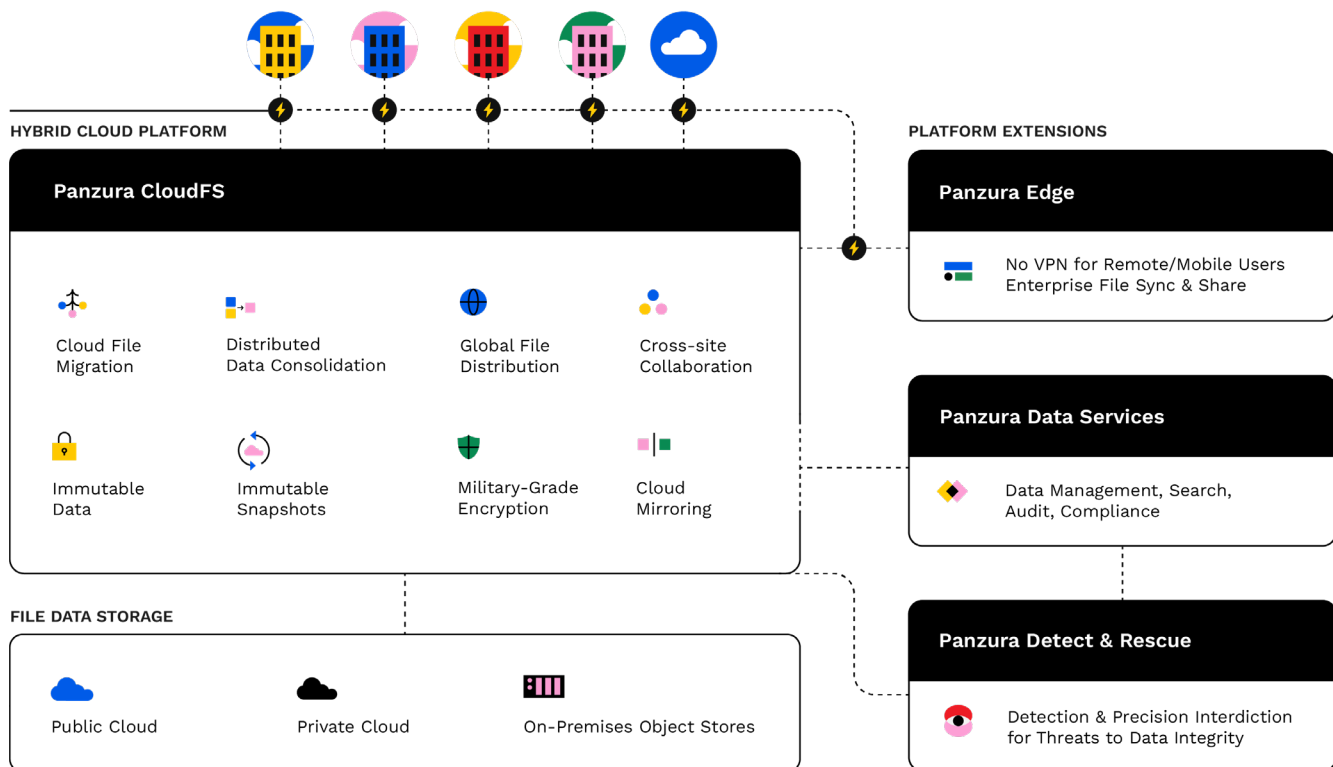 HYBRID CLOUD PLATFORM
Panzura CloudFS
Cloud File
Migration
Distributed
Data Consolidation
Global File
Distribution
Cross-site
Collaboration
Immutable
Data
Immutable
Snapshots
Military-Grade
Encryption
Cloud
Mirroring
FILE DATA STORAGE
Public Cloud
Private Cloud
On-Premises Object Stores
PLATFORM EXTENSIONS
Panzura Edge
No VPN for Remote/Mobile Users
Enterprise File Sync & Share
Panzura Data Services
Data Management, Search,
Audit, Compliance
Panzura Detect & Rescue
Detection & Precision Interdiction
for Threats to Data Integrity